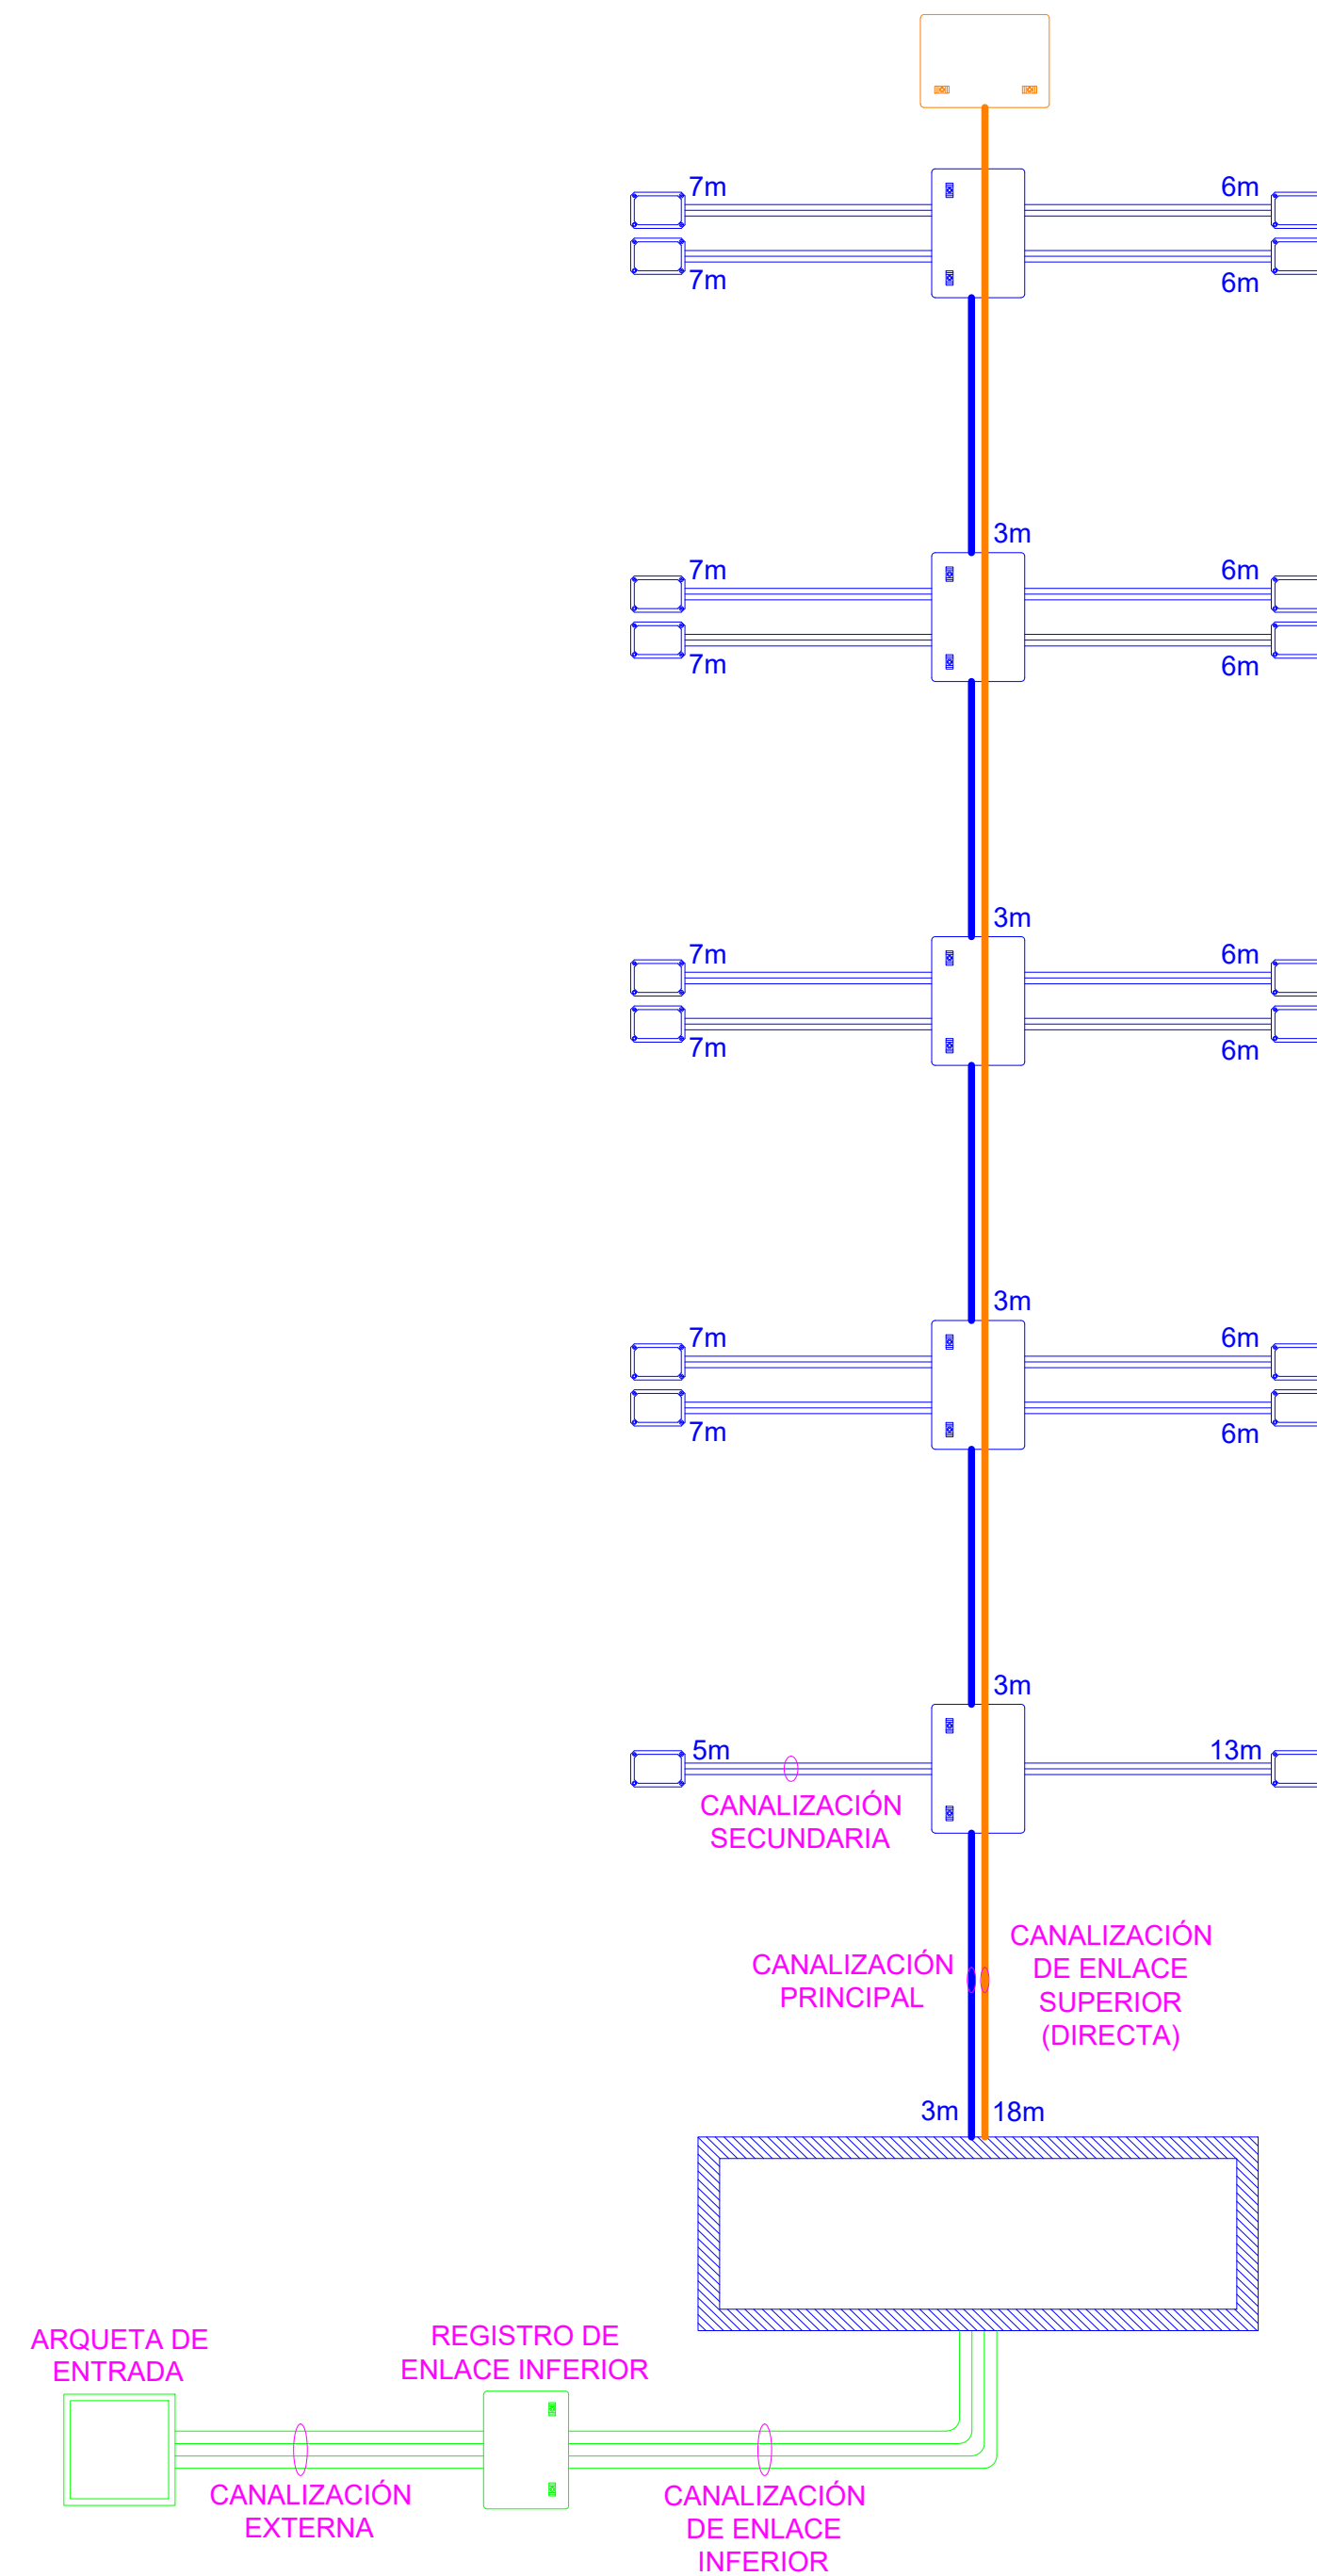 7m
6m
7m
6m
3m
7m
6m
7m
6m
3m
7m
6m
7m
6m
3m
7m
6m
7m
6m
3m
5m
13m
CANALIZACIÓN
SECUNDARIA
CANALIZACIÓN
PRINCIPAL
CANALIZACIÓN
DE ENLACE
SUPERIOR
(DIRECTA)
3m
18m
ARQUETA DE
ENTRADA
REGISTRO DE
ENLACE INFERIOR
CANALIZACIÓN
EXTERNA
CANALIZACIÓN
DE ENLACE
INFERIOR